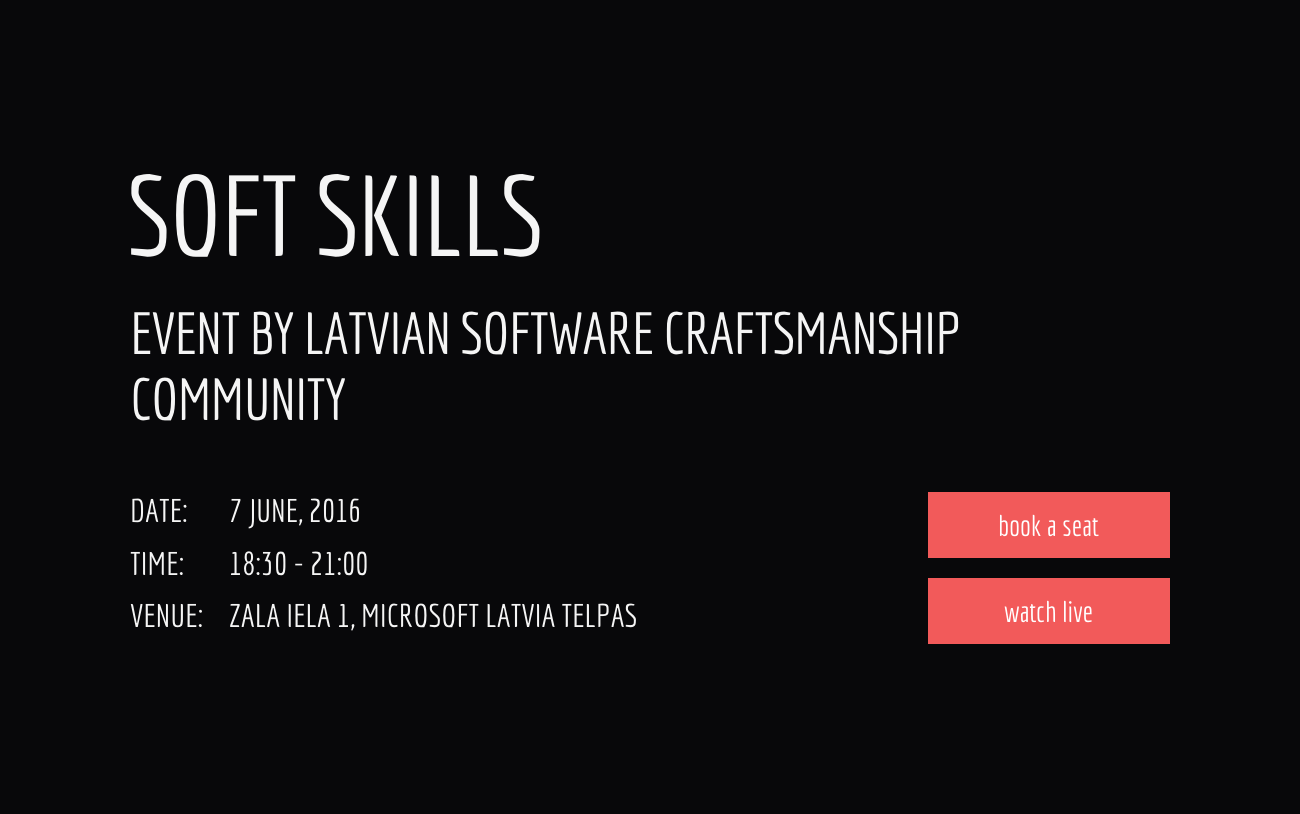 SOFT SKILLS
EVENT BY LATVIAN SOFTWARE CRAFTSMANSHIP
COMMUNITY
DATE: 7 JUNE, 2016
TIME: 18:30 - 21:00
VENUE: ZALA IELA 1, MICROSOFT LATVIA TELPAS
book a seat
watch live